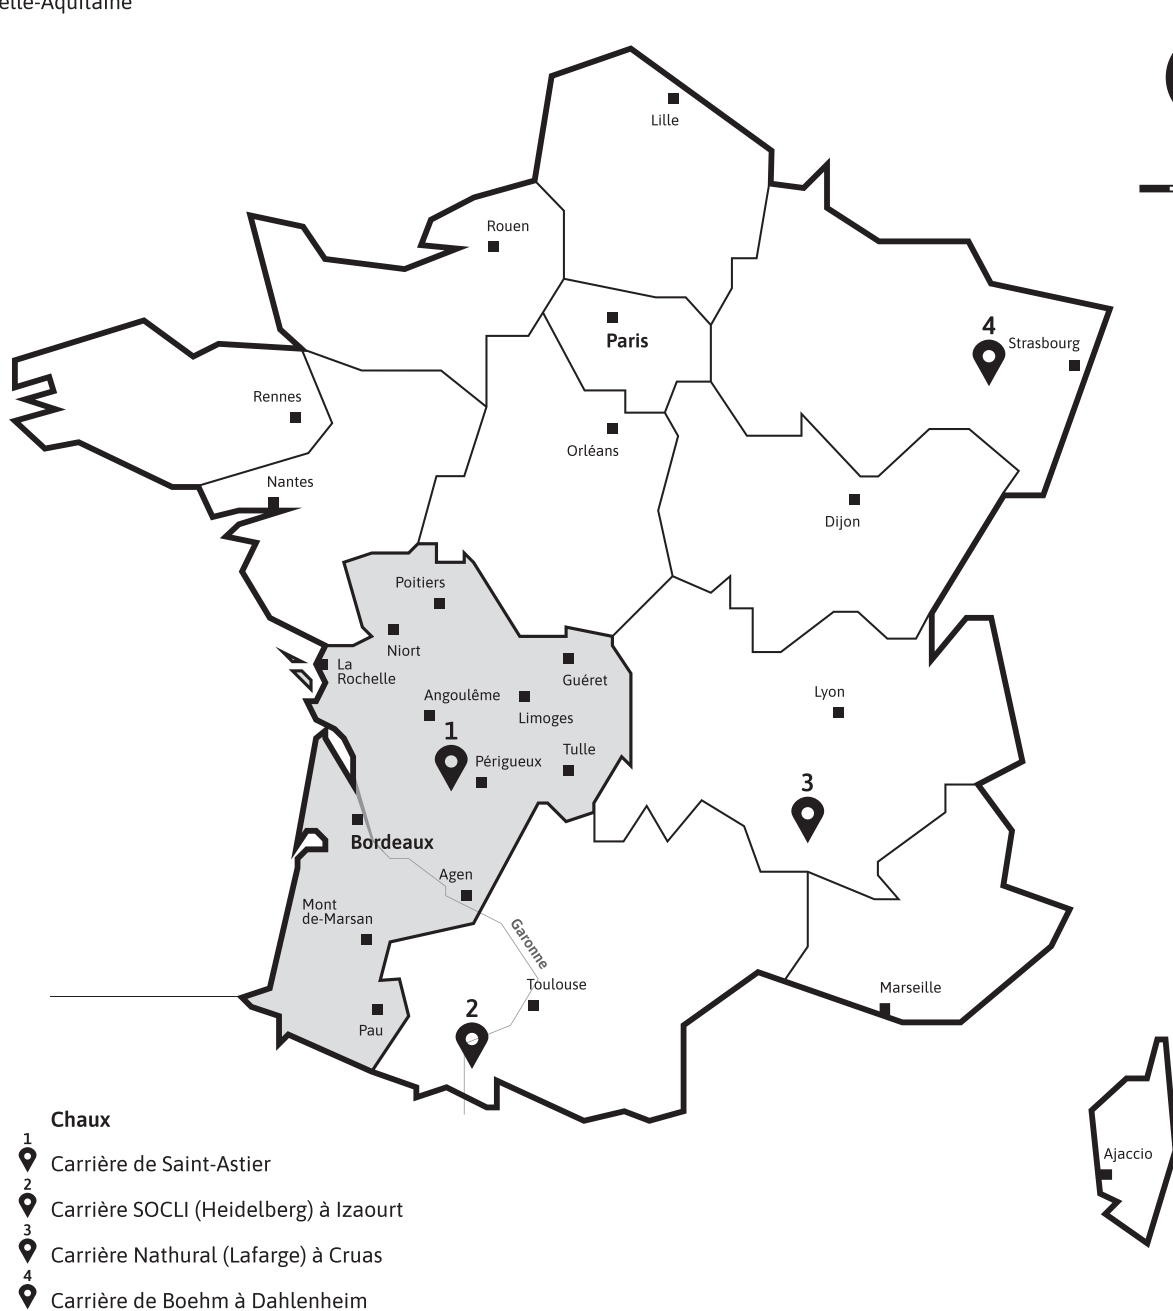 elle-Aquitaine
Lille
Rouen
Paris
4
Strasbourg
Rennes
Orléans
Nantes
Dijon
Poitiers
Niort
La
Rochelle
Guéret
Angoulême
Limoges
Lyon
1
Tulle
Périgueux
3
Bordeaux
Agen
Mont
de-Marsan
Garonne
Toulouse
Marseille
2
Pau
Ajaccio
Chaux
1
Carrière de Saint-Astier
2
Carrière SOCLI (Heidelberg) à Izaourt
3
Carrière Nathural (Lafarge) à Cruas
4
Carrière de Boehm à Dahlenheim